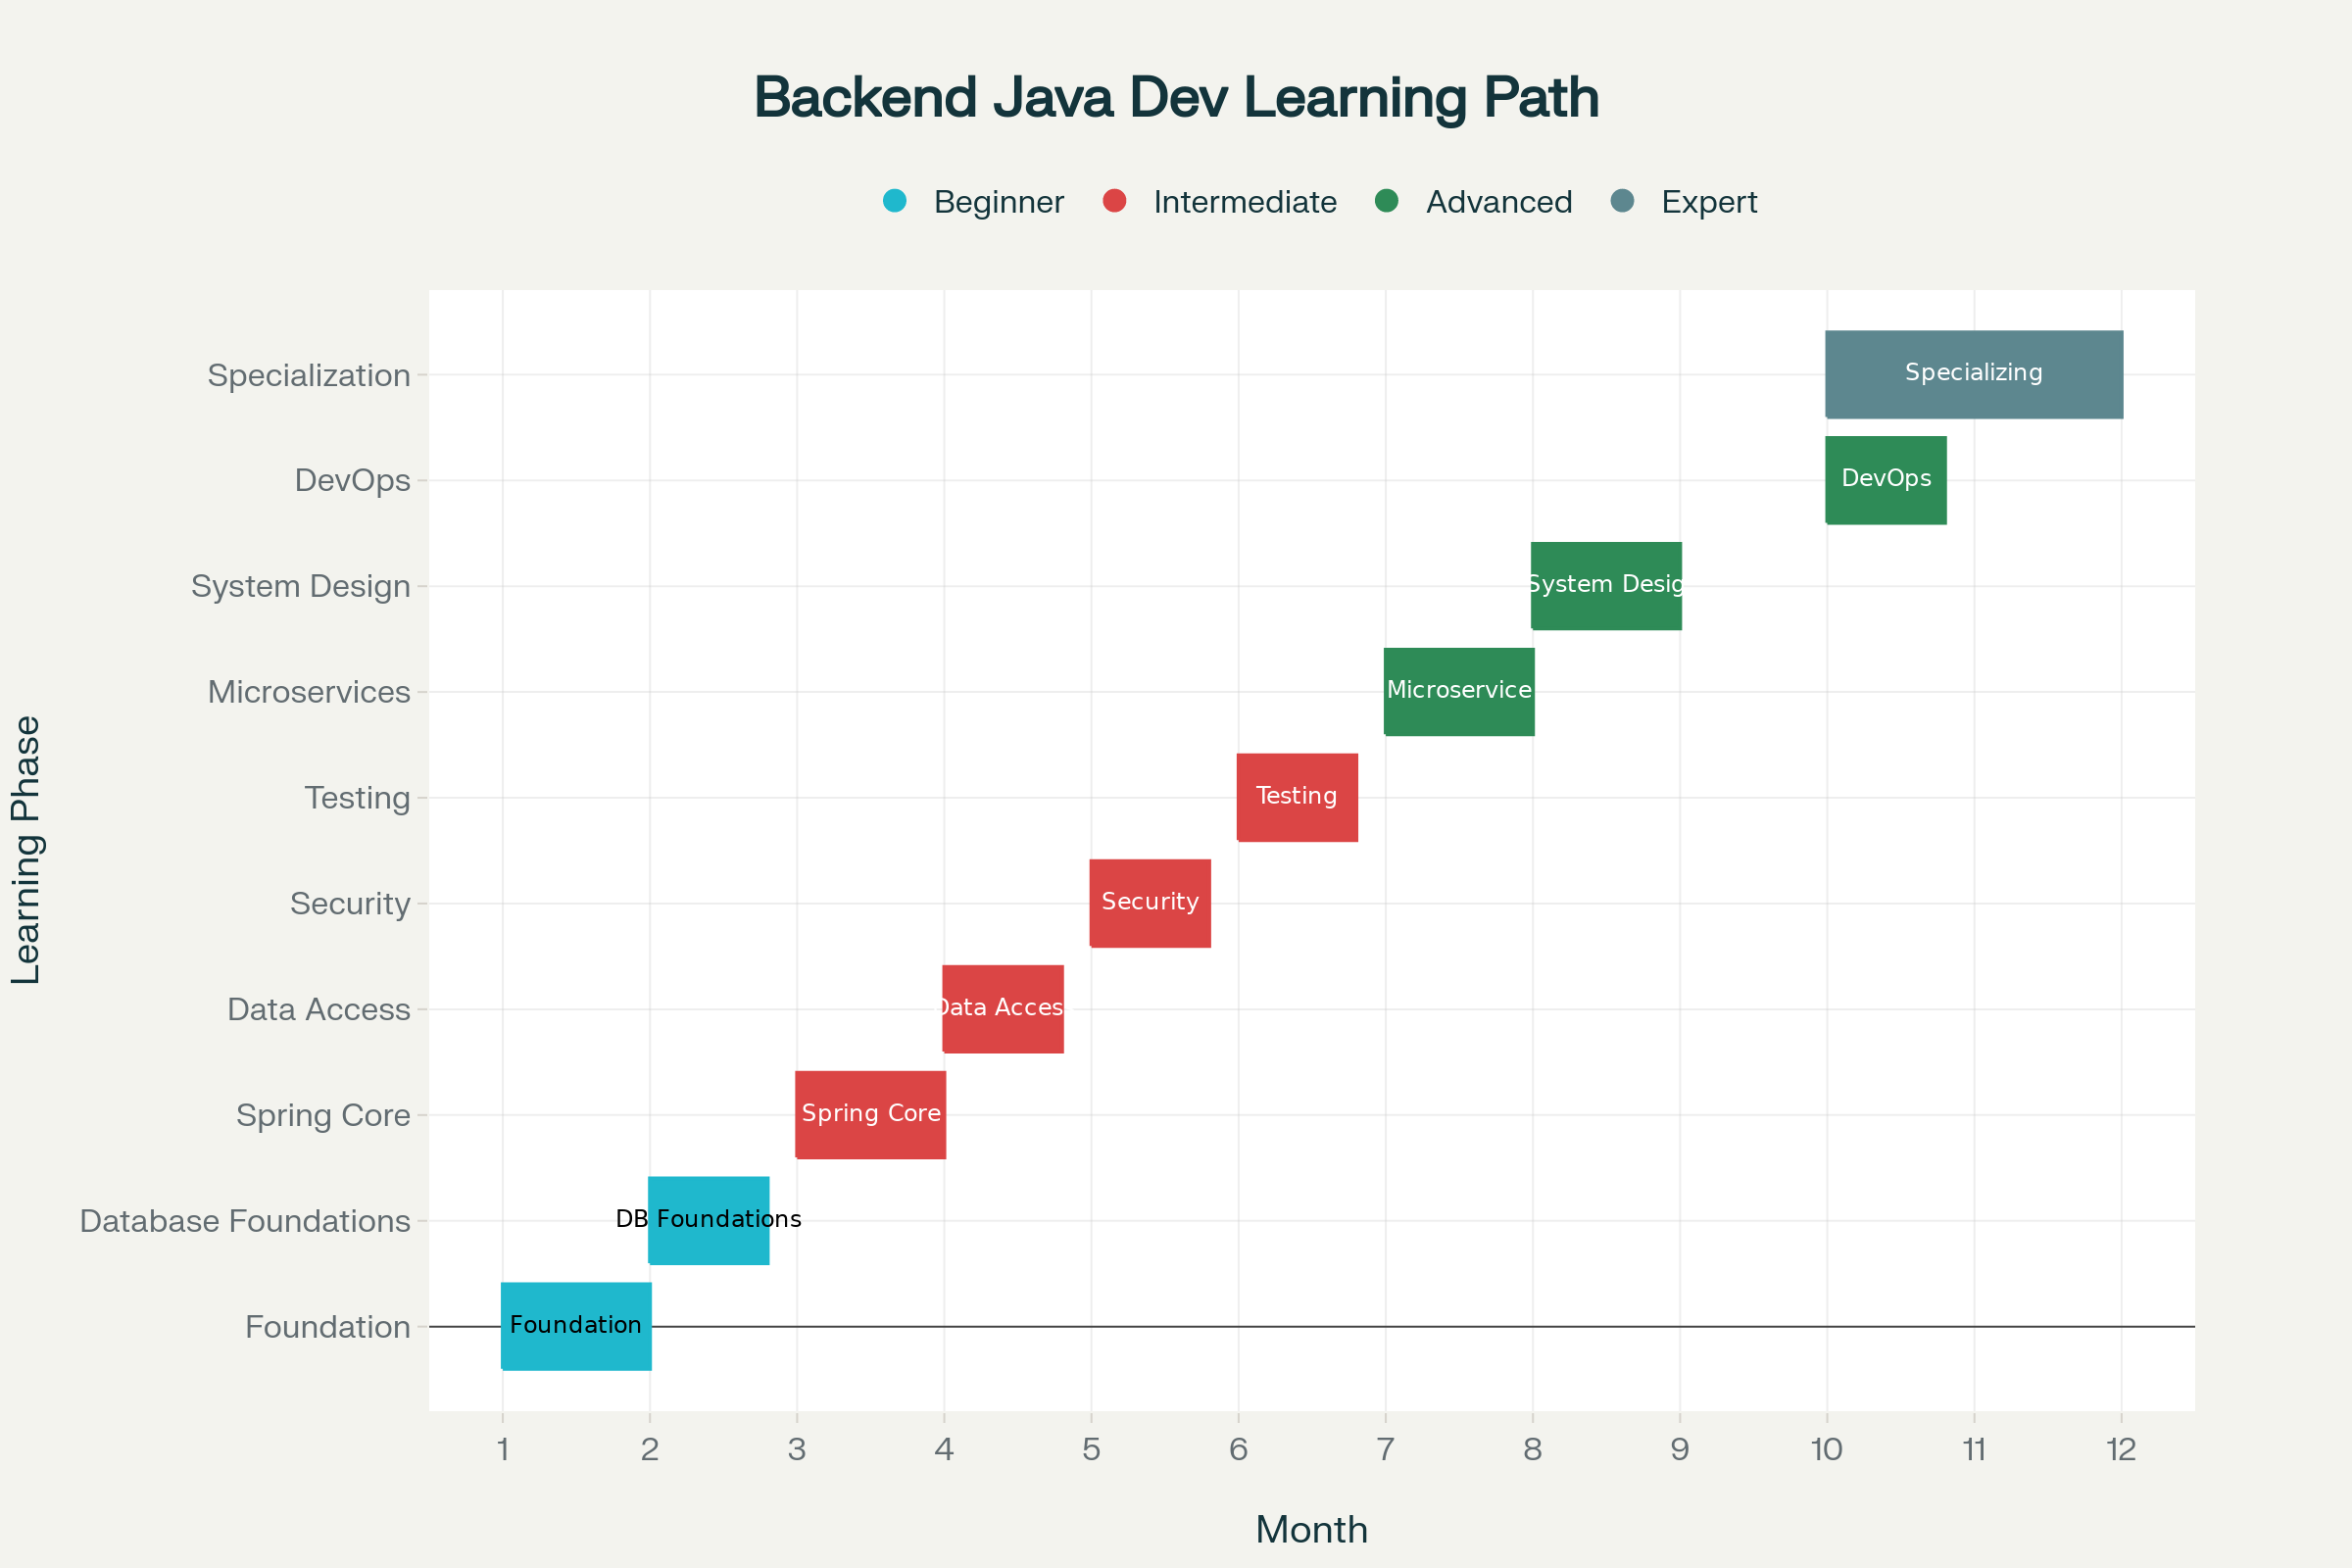 Backend Java Dev Learning Path
Beginner Intermediate Advanced Expert
Learning Phase
Specialization
Specializing
DevOps
DevOps
System Design
System Desig
Microservices
Microservice
Testing
Testing
Security
Security
Data Access
Data Acces
Spring Core
Spring Core
Database Foundations
DB Foundations
Foundation
Foundation
1 2 3 4 5 6 7 8 9 10 11 12
Month